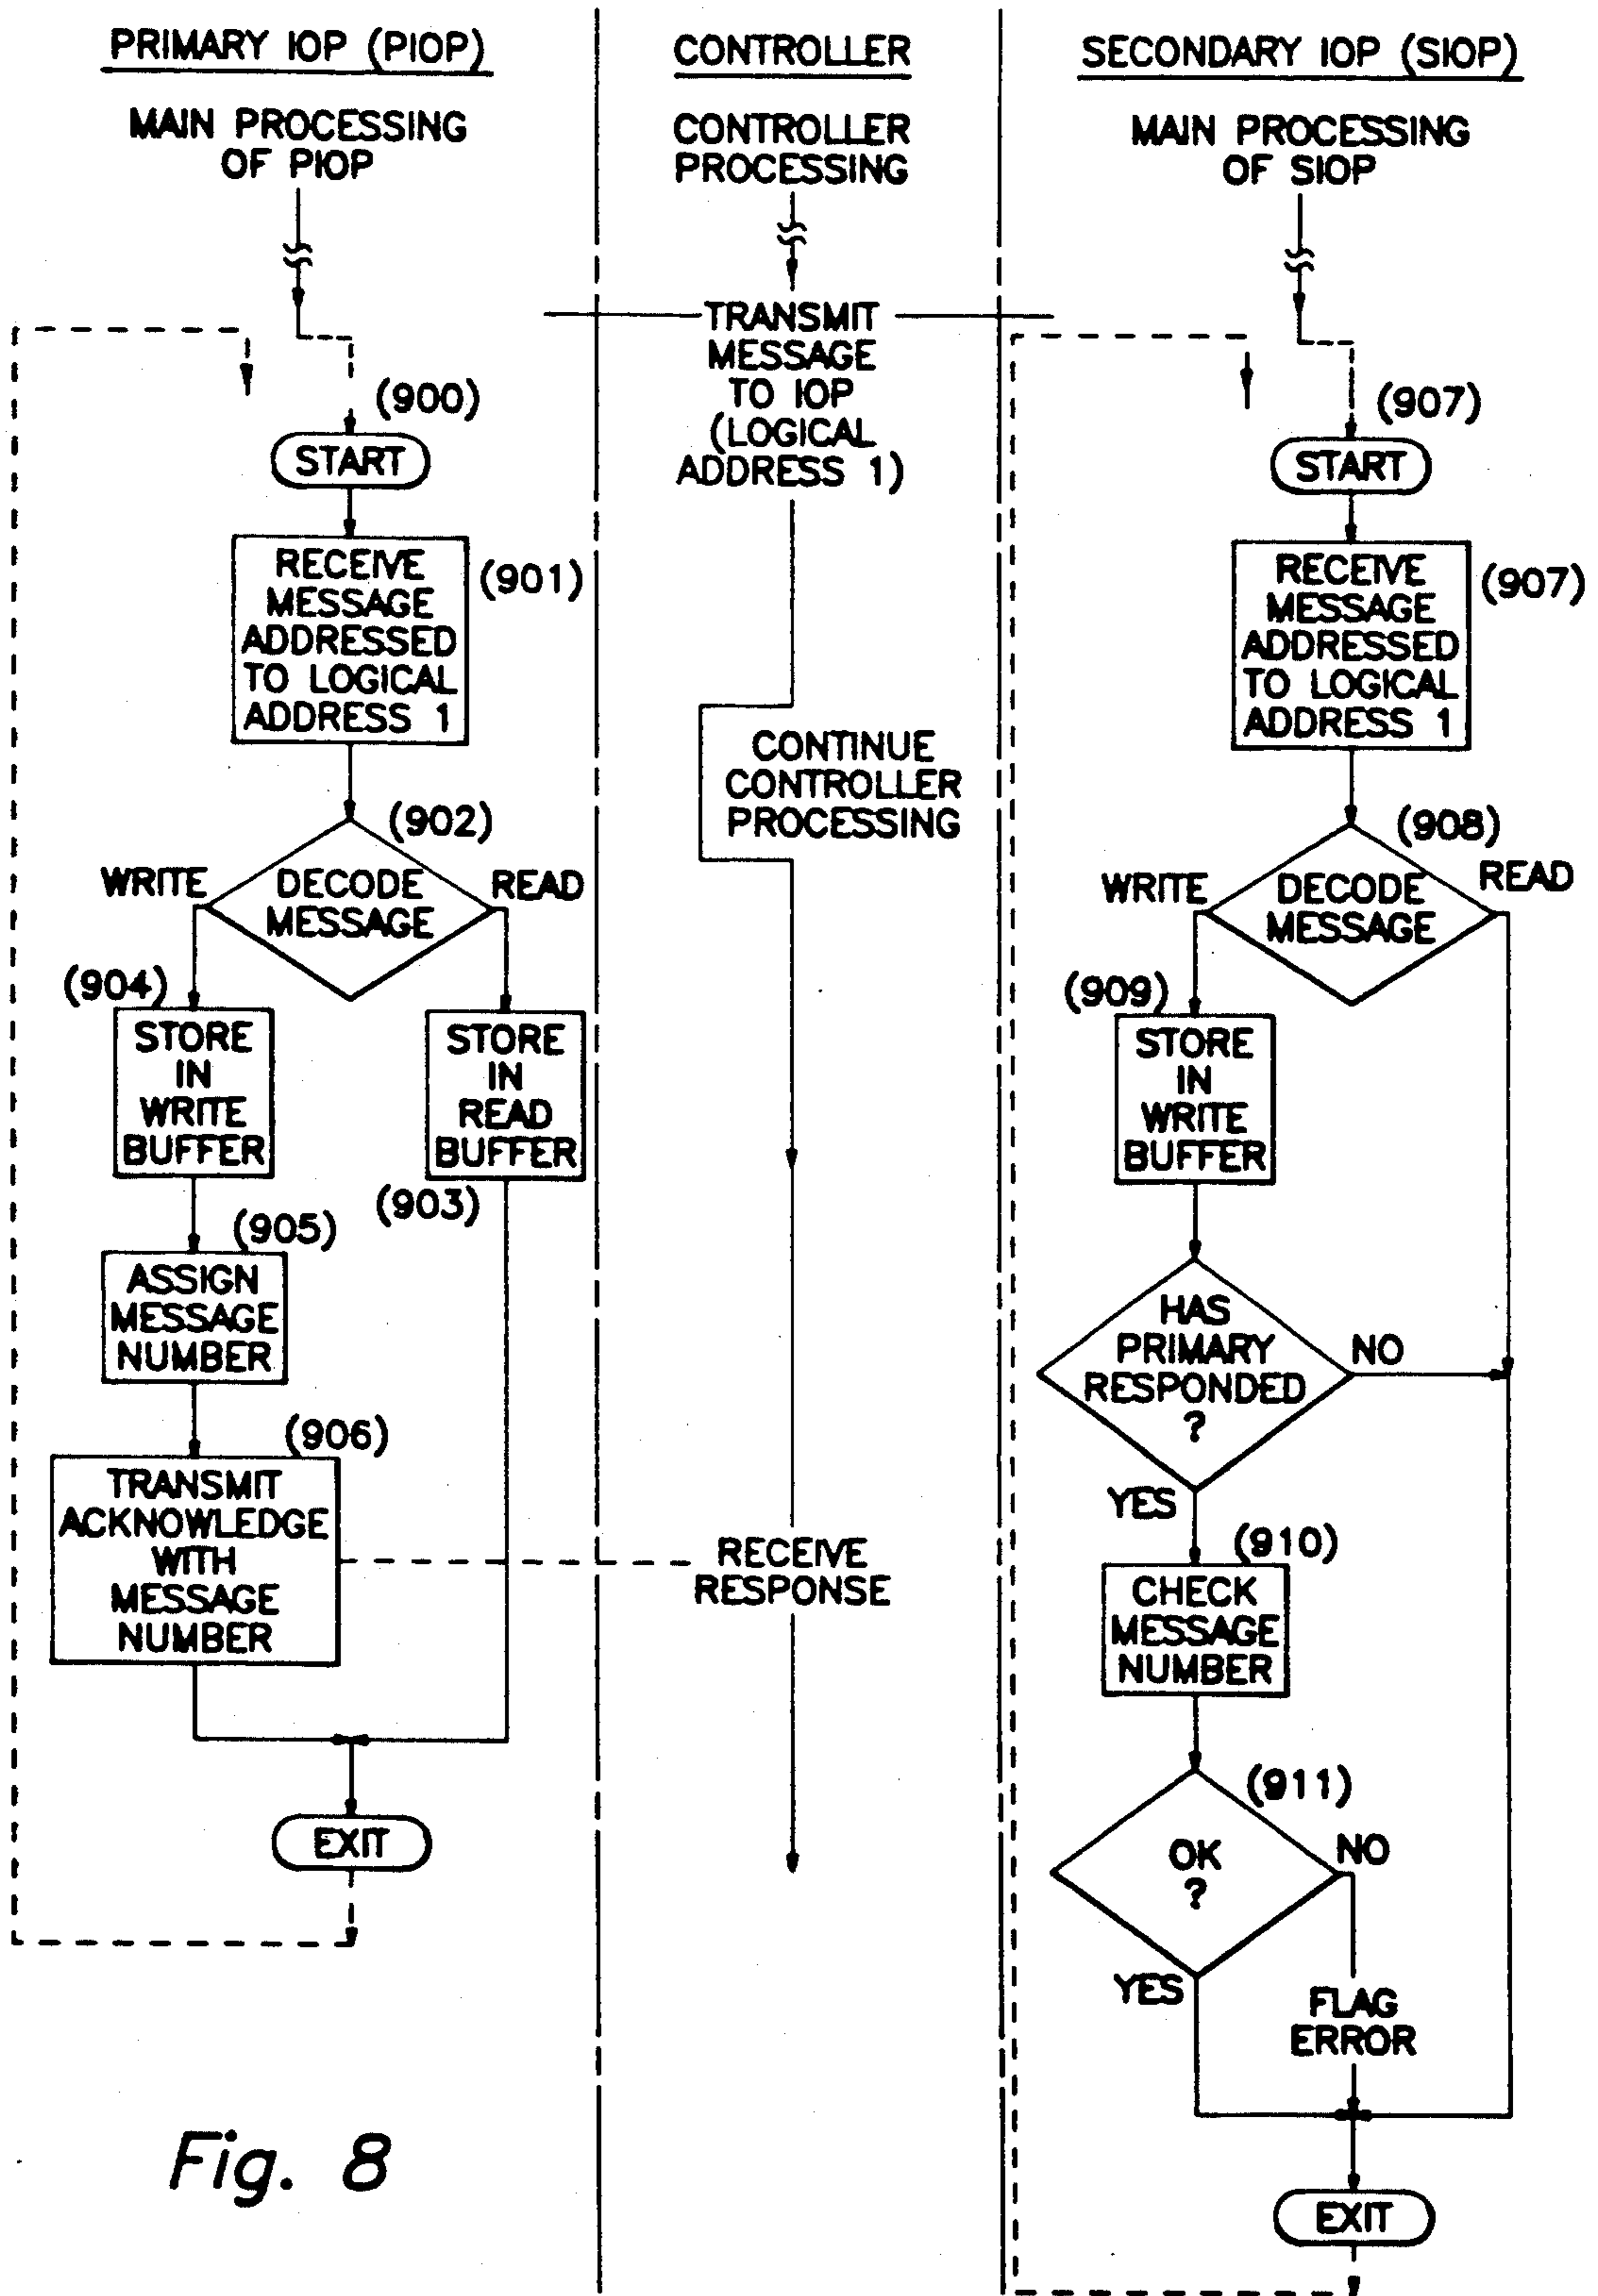 PRIMARY IOP (PIOP)
MAIN PROCESSING
OF PIOP
(900)
START
RECEIVE
MESSAGE
ADDRESSED
TO LOGICAL
ADDRESS 1
(901)
(902)
WRITE
DECODE
MESSAGE
READ
(904)
STORE
IN
WRITE
BUFFER
STORE
IN
READ
BUFFER
(903)
(905)
ASSIGN
MESSAGE
NUMBER
(906)
TRANSMIT
ACKNOWLEDGE
WITH
MESSAGE
NUMBER
EXIT
Fig. 8
CONTROLLER
CONTROLLER
PROCESSING
TRANSMIT
MESSAGE
TO IOP
(LOGICAL
ADDRESS 1)
CONTINUE
CONTROLLER
PROCESSING
RECEIVE
RESPONSE
SECONDARY IOP (SIOP)
MAIN PROCESSING
OF SIOP
(907)
START
RECEIVE
MESSAGE
ADDRESSED
TO LOGICAL
ADDRESS 1
(907)
(908)
WRITE
DECODE
MESSAGE
READ
(909)
STORE
IN
WRITE
BUFFER
HAS
PRIMARY
RESPONDED
?
NO
YES
(910)
CHECK
MESSAGE
NUMBER
(911)
OK
?
NO
YES
FLAG
ERROR
EXIT